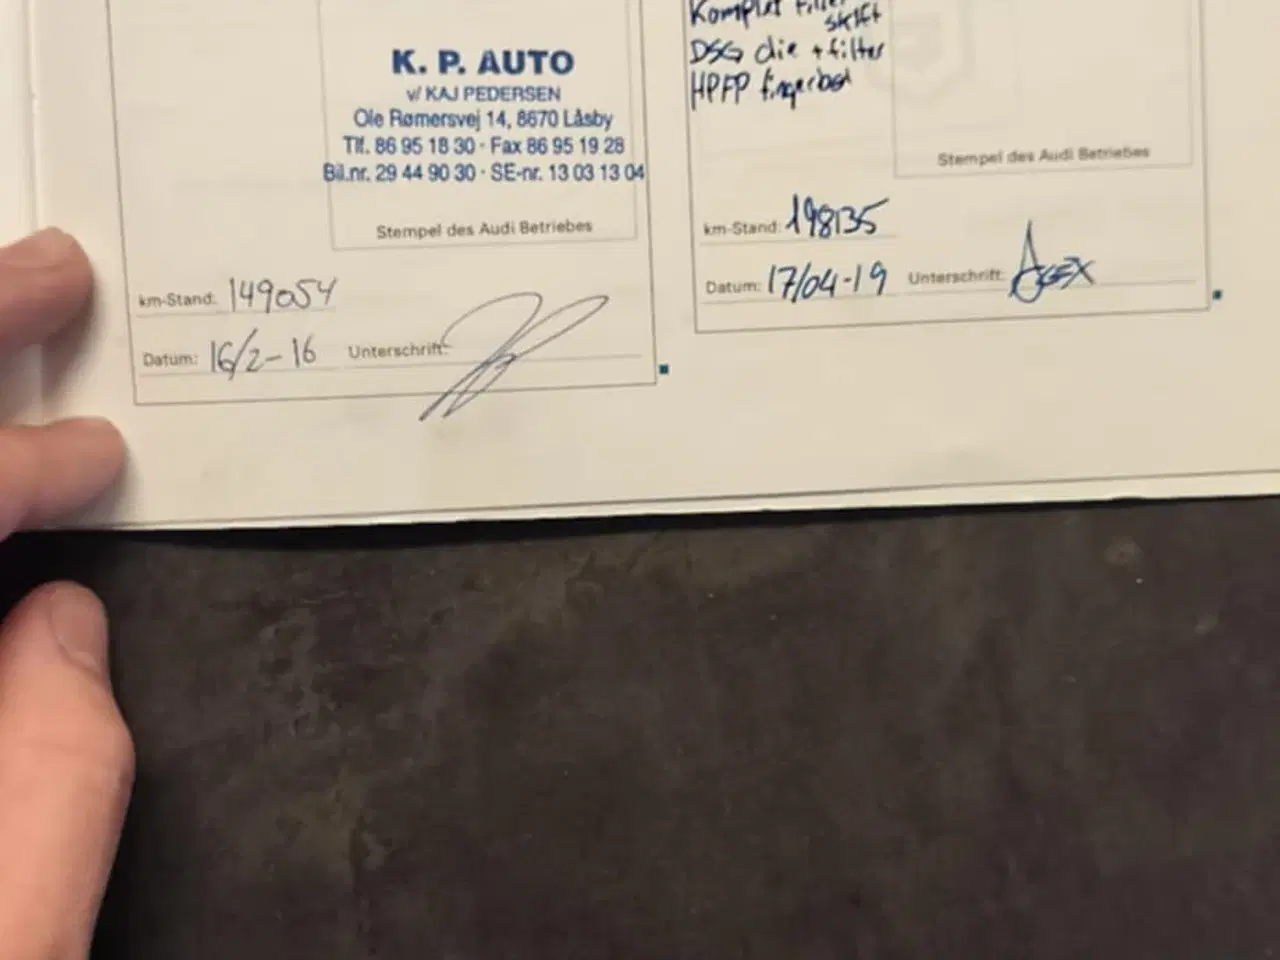 K. P. AUTO
v/ KAJ PEDERSEN
Ole Rømersvej 14, 8670 Låsby
Tlf. 86 95 18 30 · Fax 86 95 19 28
Bil.nr. 29 44 90 30 · SE-nr. 13 03 13 04
Stempel des Audi Betriebes
km-Stand: 149054
Datum: 16/2-16 Unterschrift:
Komplet filter
skift
DSG olie + filter
HPFP
Stempel des Audi Betriebes
km-Stand: 198135
Datum: 17/04-19 Unterschrift: